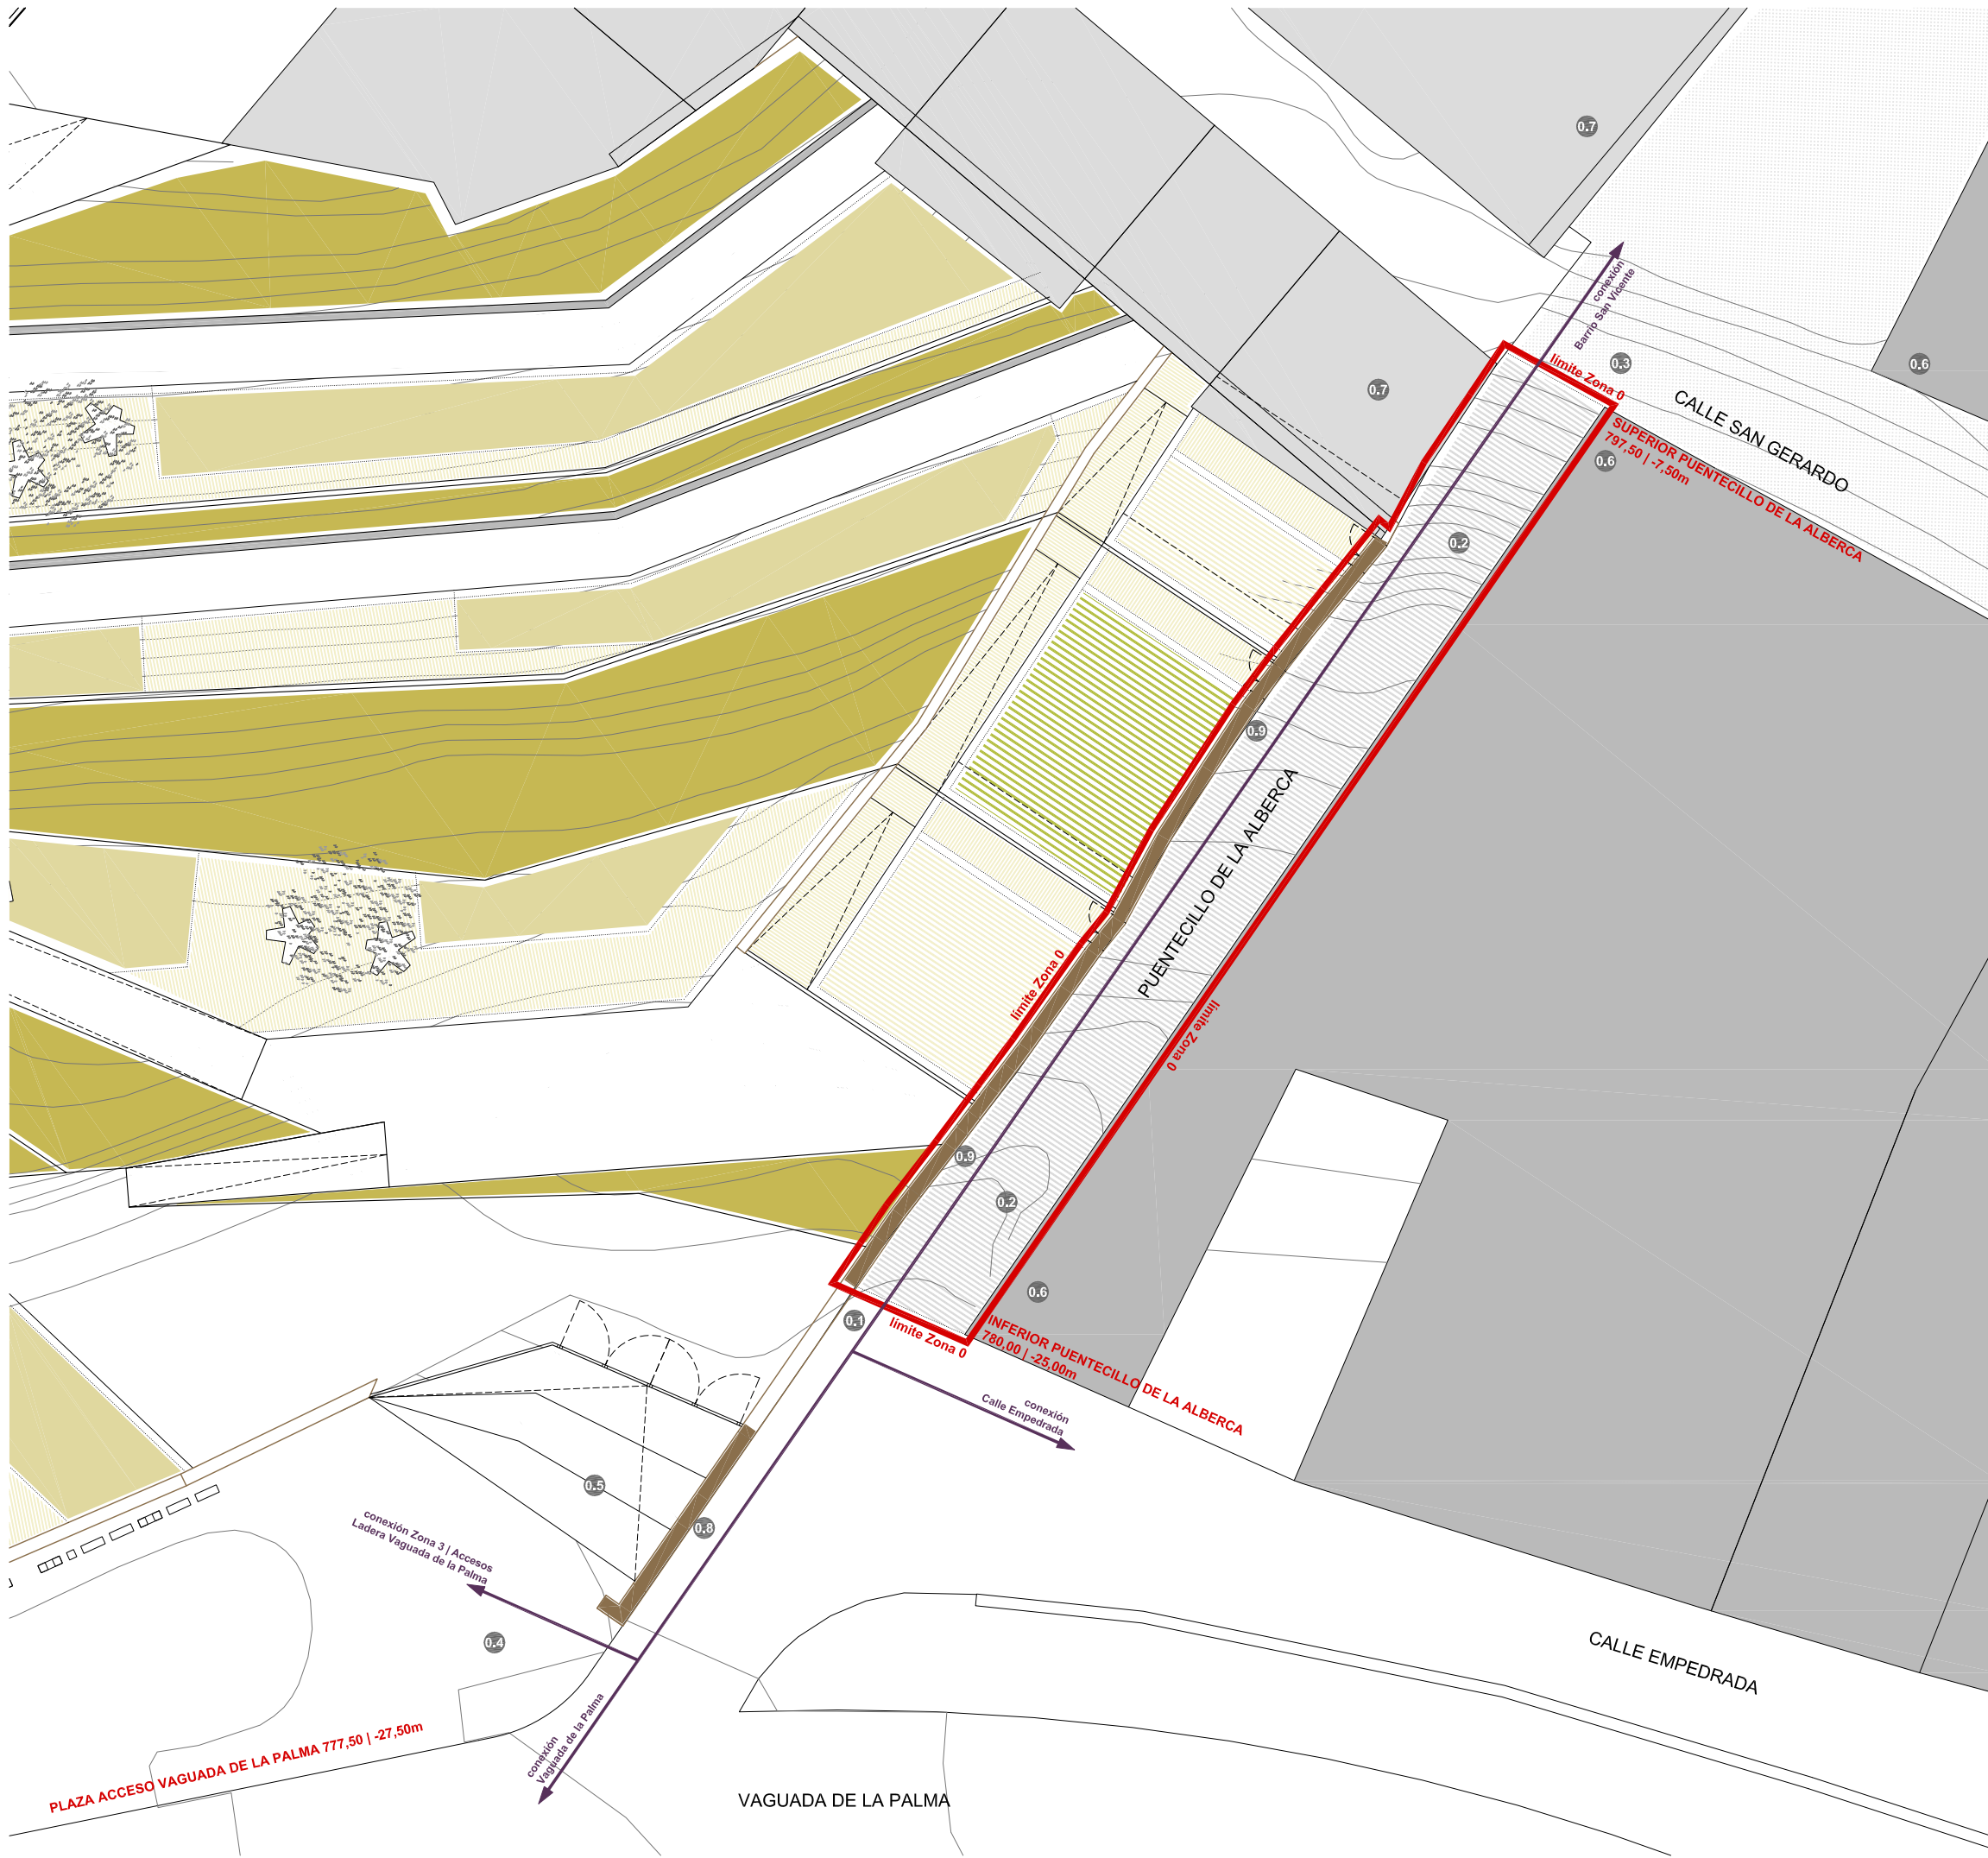 0.7
conexión
Barrio San Vicente
0.3
0.6
límite Zona 0
0.7
CALLE SAN GERARDO
SUPERIOR PUENTECILLO DE LA ALBERCA
797,50 | -7,50m
0.6
0.2
0.9
PUENTECILLO DE LA ALBERCA
límite Zona 0
límite Zona 0
0.9
0.2
0.6
0.1
límite Zona 0
INFERIOR PUENTECILLO DE LA ALBERCA
780,00 | -25,00m
conexión
Calle Empedrada
0.5
0.8
conexión Zona 3 | Accesos
Ladera Vaguada de la Palma
0.4
CALLE EMPEDRADA
conexión
Vaguada de la Palma
PLAZA ACCESO VAGUADA DE LA PALMA 777,50 | -27,50m
VAGUADA DE LA PALMA